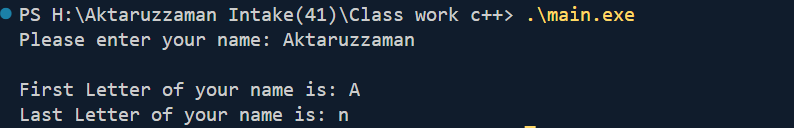 PS H:\Aktaruzzaman Intake(41)\Class work c++> .\main.exe
Please enter your name: Aktaruzzaman
First Letter of your name is: A
Last Letter of your name is: n